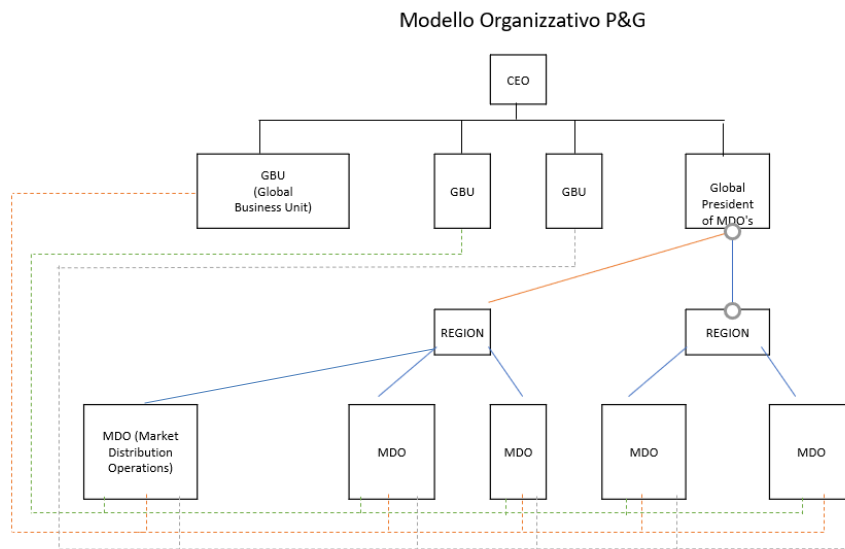 Modello Organizzativo P&G
CEO
GBU
(Global
Business Unit)
GBU
GBU
Global
President
of MDO's
REGION
REGION
MDO (Market
Distribution
Operations)
MDO
MDO
MDO
MDO